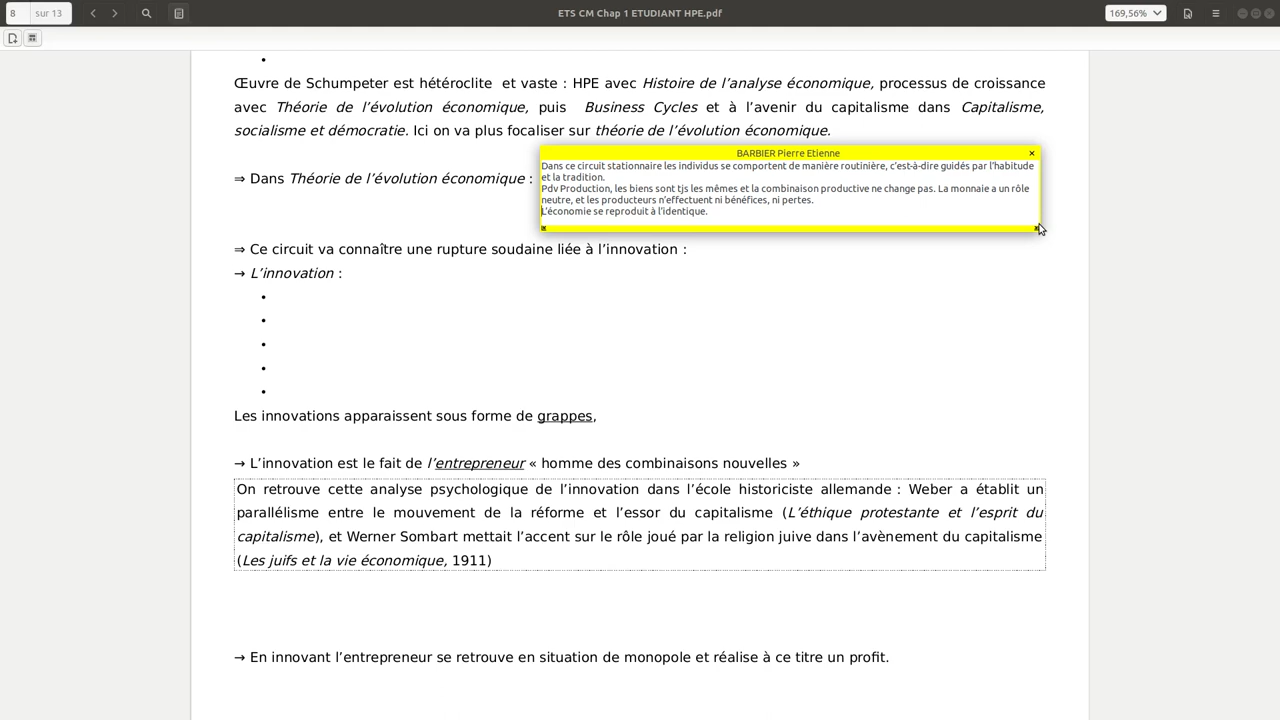 8 sur 13
ETS CM Chap 1 ETUDIANT HPE.pdf
169,56%
Œuvre de Schumpeter est hétéroclite et vaste : HPE avec Histoire de l’analyse économique, processus de croissance
avec Théorie de l’évolution économique, puis Business Cycles et à l’avenir du capitalisme dans Capitalisme,
socialisme et démocratie. Ici on va plus focaliser sur théorie de l’évolution économique.
BARBIER Pierre Etienne
Dans ce circuit stationnaire les individus se comportent de manière routinière, c'est-à-dire guidés par l'habitude
et la tradition.
Pdv Production, les biens sont tjs les mêmes et la combinaison productive ne change pas. La monnaie a un rôle
neutre, et les producteurs n'effectuent ni bénéfices, ni pertes.
L'économie se reproduit à l'identique.
⇒ Dans Théorie de l’évolution économique :
⇒ Ce circuit va connaître une rupture soudaine liée à l’innovation :
→ L’innovation :
•
•
•
•
•
Les innovations apparaissent sous forme de grappes,
→ L’innovation est le fait de l’entrepreneur « homme des combinaisons nouvelles »
On retrouve cette analyse psychologique de l’innovation dans l’école historiciste allemande : Weber a établit un
parallélisme entre le mouvement de la réforme et l’essor du capitalisme (L’éthique protestante et l’esprit du
capitalisme), et Werner Sombart mettait l’accent sur le rôle joué par la religion juive dans l’avènement du capitalisme
(Les juifs et la vie économique, 1911)
→ En innovant l’entrepreneur se retrouve en situation de monopole et réalise à ce titre un profit.